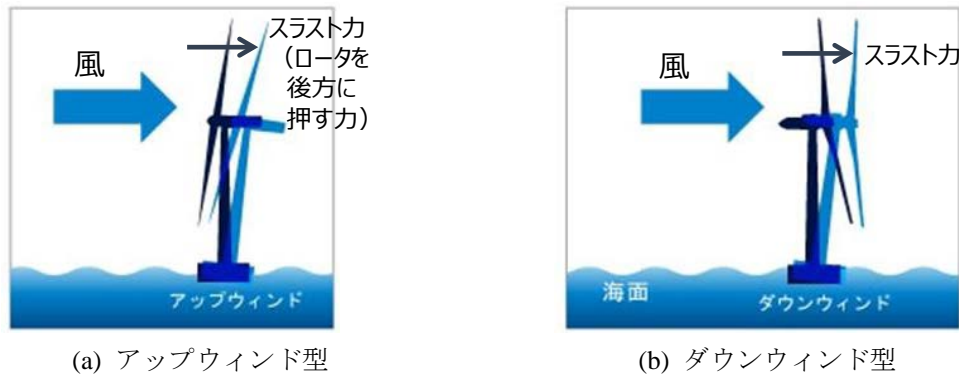 風
スラスト力
（ロータを
後方に
押す力）
アップウィンド
(a) アップウィンド型
風
スラスト力
海面
ダウンウィンド
(b) ダウンウィンド型